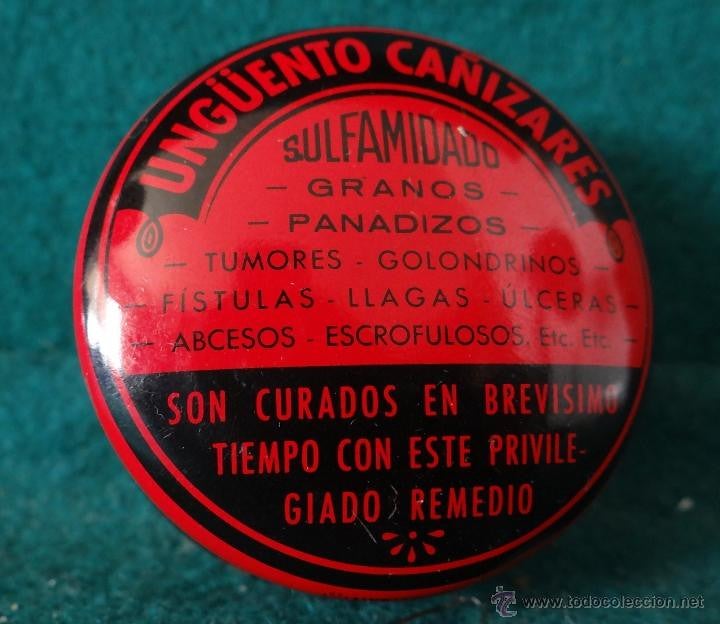 UNGÜENTO CAÑIZARES
SULFAMIDADO
- GRANOS -
- PANADIZOS -
- TUMORES - GOLONDRINOS -
- FÍSTULAS - LLAGAS - ÚLCERAS -
- ABCESOS - ESCROFULOSOS, Etc. Etc. -
SON CURADOS EN BREVISIMO
TIEMPO CON ESTE PRIVILE-
GIADO REMEDIO
© www.todocoleccion.net